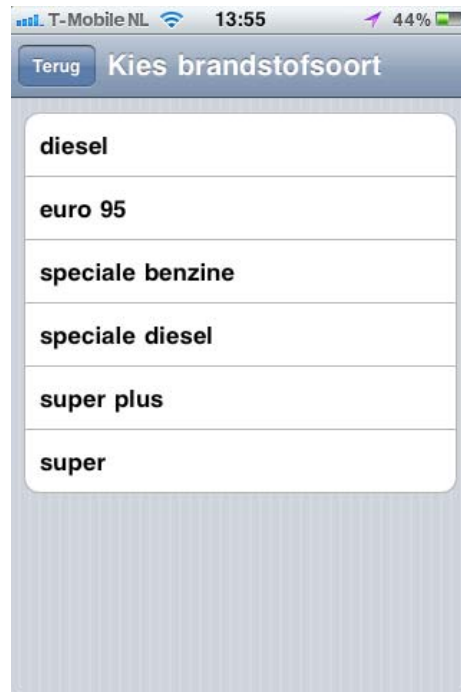 T-Mobile NL 13:55 44%
Terug Kies brandstofsoort
diesel
euro 95
speciale benzine
speciale diesel
super plus
super